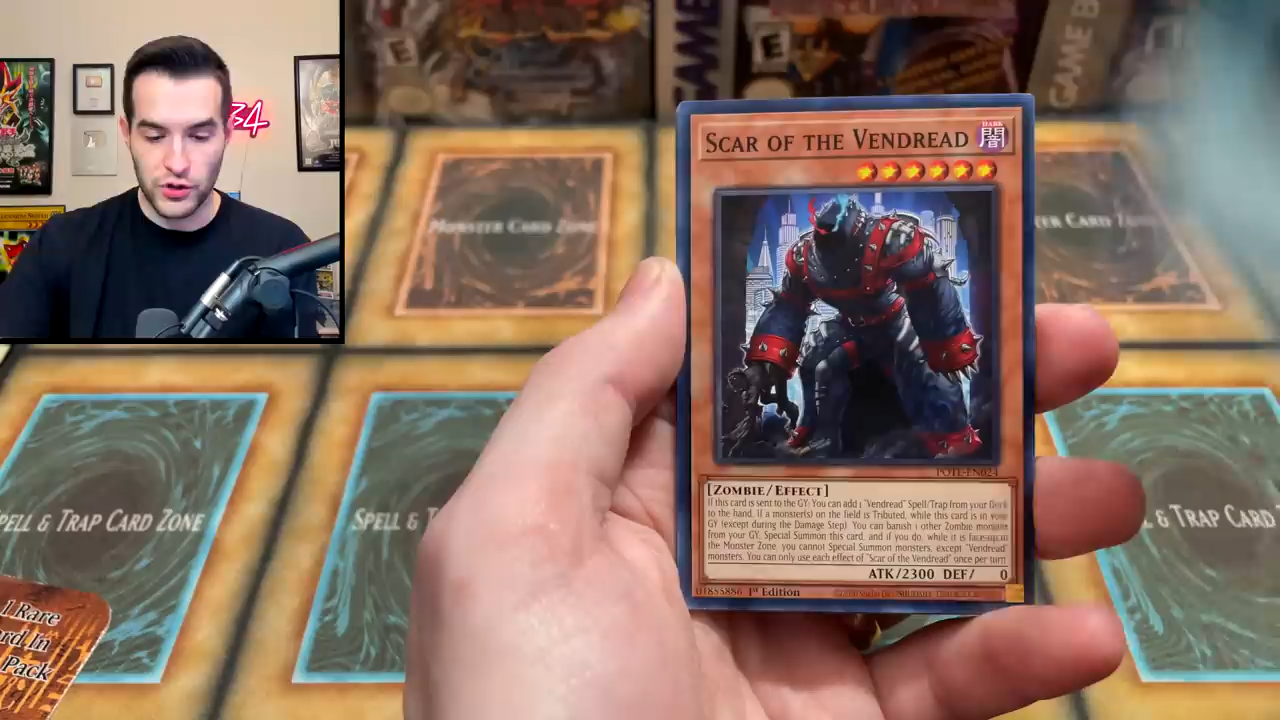 E
GAME
E
GAME B
34
SCAR OF THE VENDREAD
DARK
闇
MONSTER CARD ZONE
TER CARD ZONE
POTE-EN024
[ZOMBIE/EFFECT]
If this card is sent to the GY: You can add 1 "Vendread" Spell/Trap from your Deck
to the hand. If a monster(s) on the field is Tributed, while this card is in your
GY (except during the Damage Step): You can banish 1 other Zombie monster
from your GY; Special Summon this card, and if you do, while it is face-up in
the Monster Zone, you cannot Special Summon monsters, except "Vendread"
monsters. You can only use each effect of "Scar of the Vendread" once per turn.
ATK/2300 DEF/ 0
01855886 1st Edition
PELL & TRAP CARD ZONE
SPELL & T
L & TRAP CARD
1 Rare
rd In
Pack